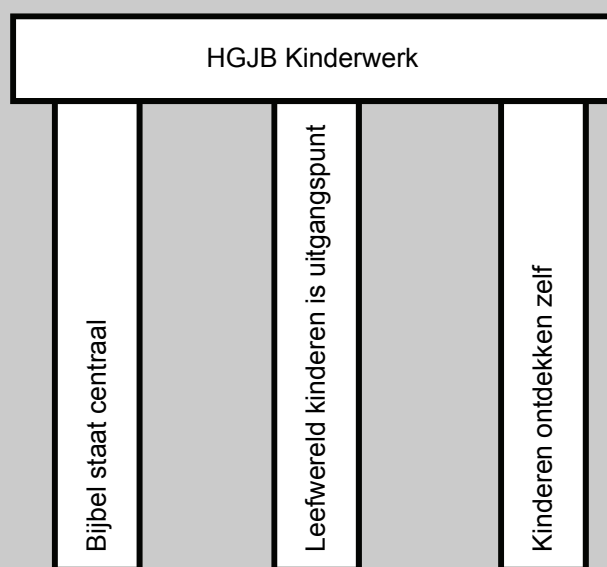 HGJB Kinderwerk
Bijbel staat centraal
Leefwereld kinderen is uitgangspunt
Kinderen ontdekken zelf